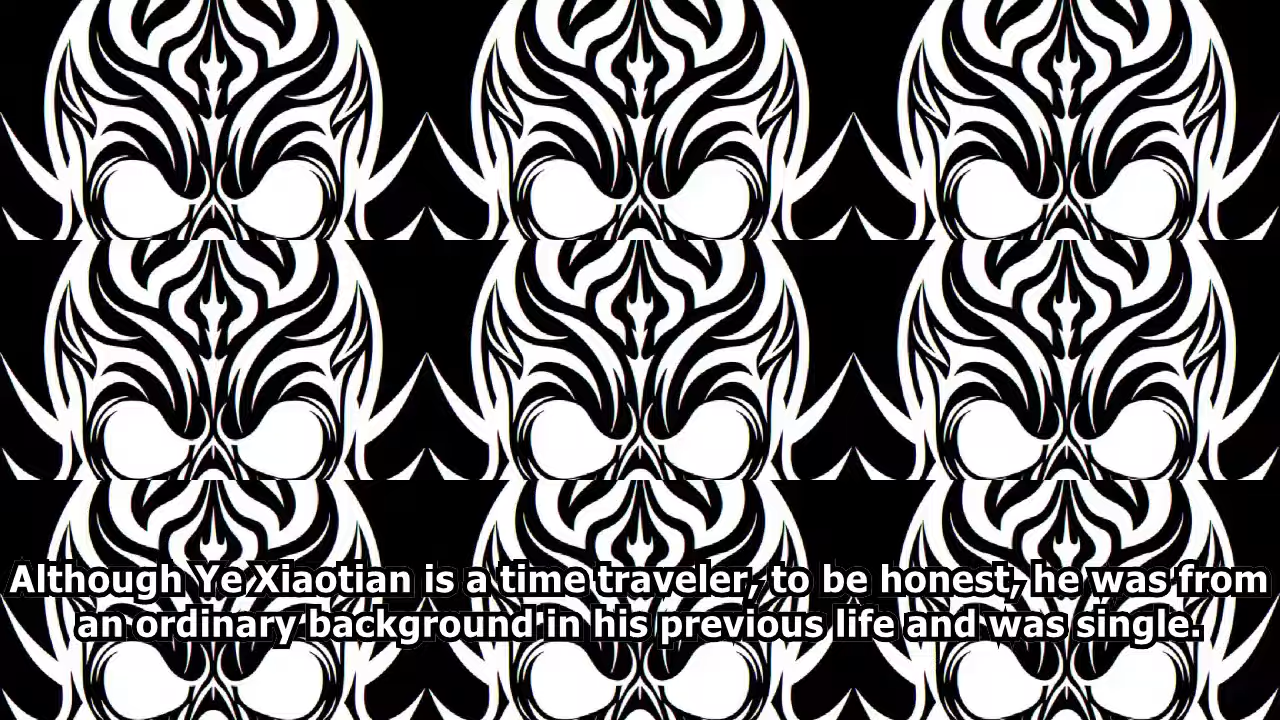 Although Ye Xiaotian is a time traveler, to be honest, he was from
an ordinary background in his previous life and was single.